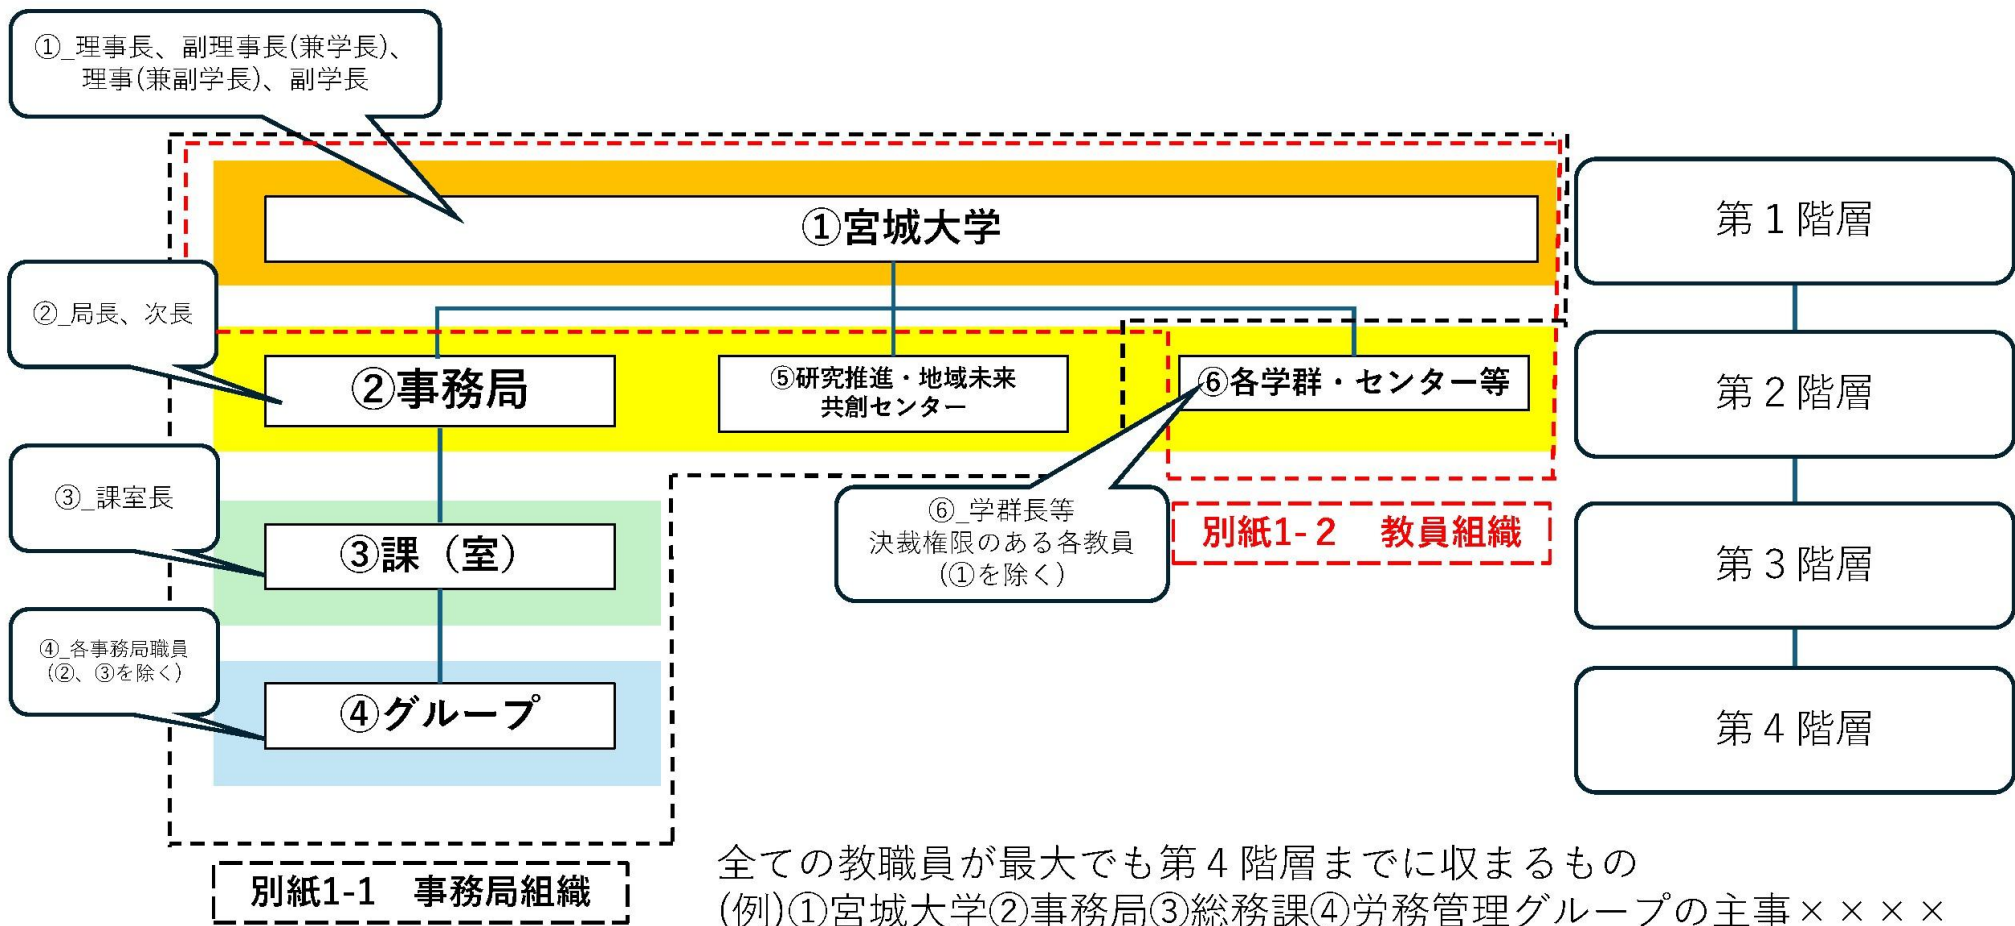 ①_理事長、副理事長(兼学長)、
理事(兼副学長)、副学長
①宮城大学
第１階層
②_局長、次長
②事務局
⑤研究推進・地域未来
共創センター
⑥各学群・センター等
第２階層
③_課室長
③課（室）
⑥_学群長等
決裁権限のある各教員
(①を除く)
別紙1-２　教員組織
第３階層
④_各事務局職員
(②、③を除く)
④グループ
第４階層
別紙1-1　事務局組織
全ての教職員が最大でも第４階層までに収まるもの
(例)①宮城大学②事務局③総務課④労務管理グループの主事××××